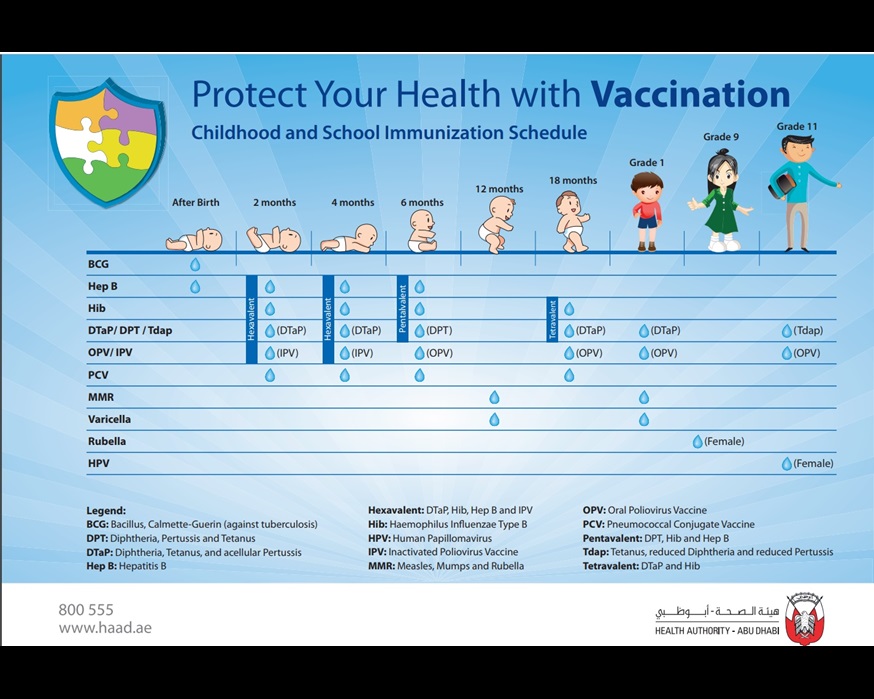 Protect Your Health with Vaccination
Childhood and School Immunization Schedule
After Birth 2 months 4 months 6 months 12 months 18 months Grade 1 Grade 9 Grade 11
BCG
Hep B
Hib
DTaP/ DPT / Tdap (DTaP) (DTaP) (DPT) (DTaP) (DTaP) (Tdap)
OPV/ IPV (IPV) (IPV) (OPV) (OPV) (OPV) (OPV)
Hexavalent
Hexavalent
Pentalvalent
Tetravalent
PCV
MMR
Varicella
Rubella (Female)
HPV (Female)
Legend:
BCG: Bacillus, Calmette-Guerin (against tuberculosis)
DPT: Diphtheria, Pertussis and Tetanus
DTaP: Diphtheria, Tetanus, and acellular Pertussis
Hep B: Hepatitis B
Hexavalent: DTaP, Hib, Hep B and IPV
Hib: Haemophilus Influenzae Type B
HPV: Human Papillomavirus
IPV: Inactivated Poliovirus Vaccine
MMR: Measles, Mumps and Rubella
OPV: Oral Poliovirus Vaccine
PCV: Pneumococcal Conjugate Vaccine
Pentavalent: DPT, Hib and Hep B
Tdap: Tetanus, reduced Diphtheria and reduced Pertussis
Tetravalent: DTaP and Hib
800 555
www.haad.ae
هيئة الصحة - أبوظبي
HEALTH AUTHORITY - ABU DHABI